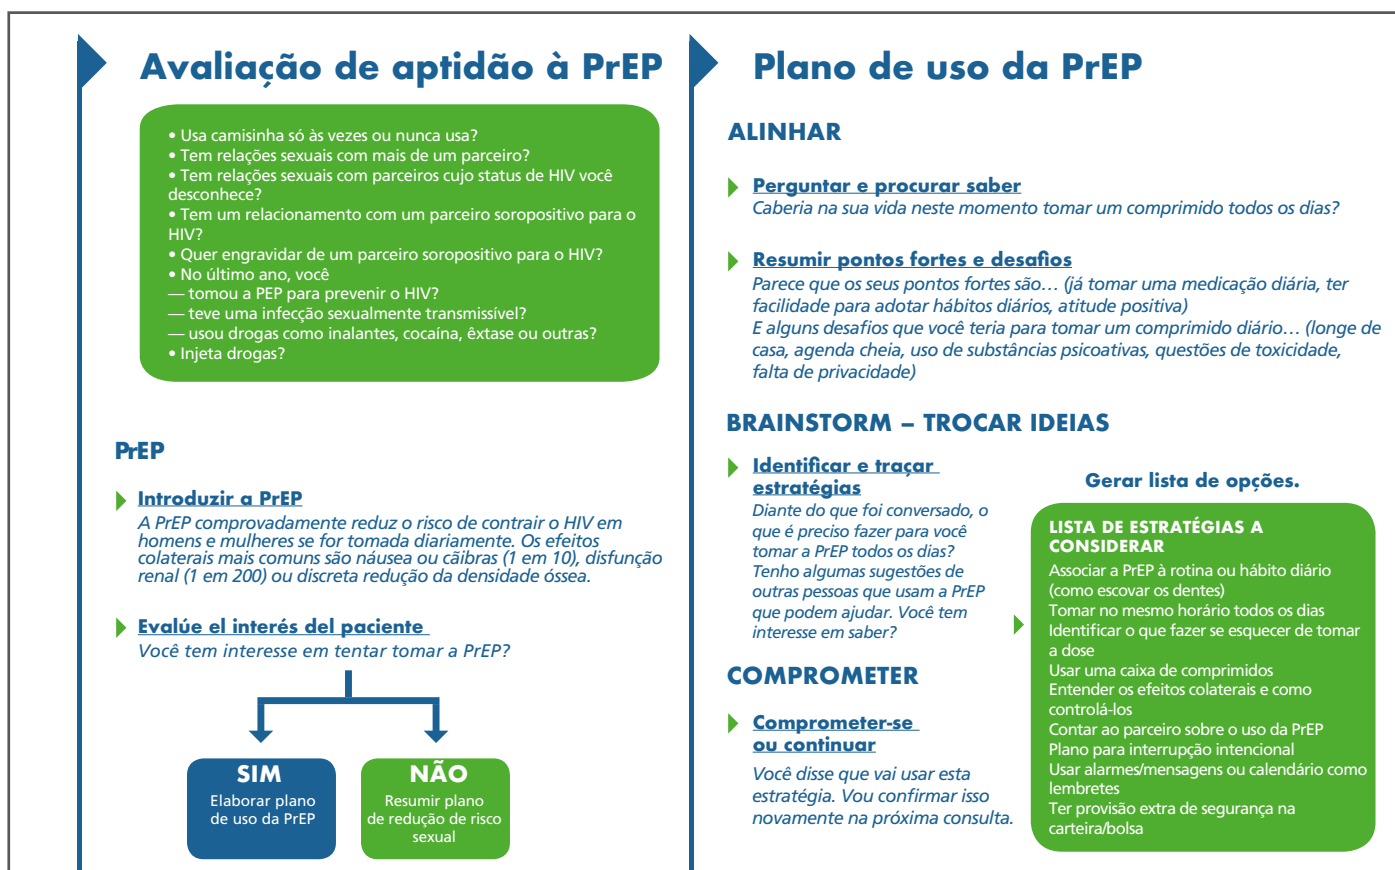 Avaliação de aptidão à PrEP
• Usa camisinha só às vezes ou nunca usa?
• Tem relações sexuais com mais de um parceiro?
• Tem relações sexuais com parceiros cujo status de HIV você
desconhece?
• Tem um relacionamento com um parceiro soropositivo para o
HIV?
• Quer engravidar de um parceiro soropositivo para o HIV?
• No último ano, você
— tomou a PEP para prevenir o HIV?
— teve uma infecção sexualmente transmissível?
— usou drogas como inalantes, cocaína, êxtase ou outras?
• Injeta drogas?
PrEP
Introduzir a PrEP
A PrEP comprovadamente reduz o risco de contrair o HIV em
homens e mulheres se for tomada diariamente. Os efeitos
colaterais mais comuns são náusea ou cãibras (1 em 10), disfunção
renal (1 em 200) ou discreta redução da densidade óssea.
Evalúe el interés del paciente
Você tem interesse em tentar tomar a PrEP?
SIM
Elaborar plano
de uso da PrEP
NÃO
Resumir plano
de redução de risco
sexual
Plano de uso da PrEP
ALINHAR
Perguntar e procurar saber
Caberia na sua vida neste momento tomar um comprimido todos os dias?
Resumir pontos fortes e desafios
Parece que os seus pontos fortes são… (já tomar uma medicação diária, ter
facilidade para adotar hábitos diários, atitude positiva)
E alguns desafios que você teria para tomar um comprimido diário… (longe de
casa, agenda cheia, uso de substâncias psicoativas, questões de toxicidade,
falta de privacidade)
BRAINSTORM – TROCAR IDEIAS
Identificar e traçar
estratégias
Diante do que foi conversado, o
que é preciso fazer para você
tomar a PrEP todos os dias?
Tenho algumas sugestões de
outras pessoas que usam a PrEP
que podem ajudar. Você tem
interesse em saber?
Gerar lista de opções.
LISTA DE ESTRATÉGIAS A
CONSIDERAR
Associar a PrEP à rotina ou hábito diário
(como escovar os dentes)
Tomar no mesmo horário todos os dias
Identificar o que fazer se esquecer de tomar
a dose
Usar uma caixa de comprimidos
Entender os efeitos colaterais e como
controlá-los
Contar ao parceiro sobre o uso da PrEP
Plano para interrupção intencional
Usar alarmes/mensagens ou calendário como
lembretes
Ter provisão extra de segurança na
carteira/bolsa
COMPROMETER
Comprometer-se
ou continuar
Você disse que vai usar esta
estratégia. Vou confirmar isso
novamente na próxima consulta.